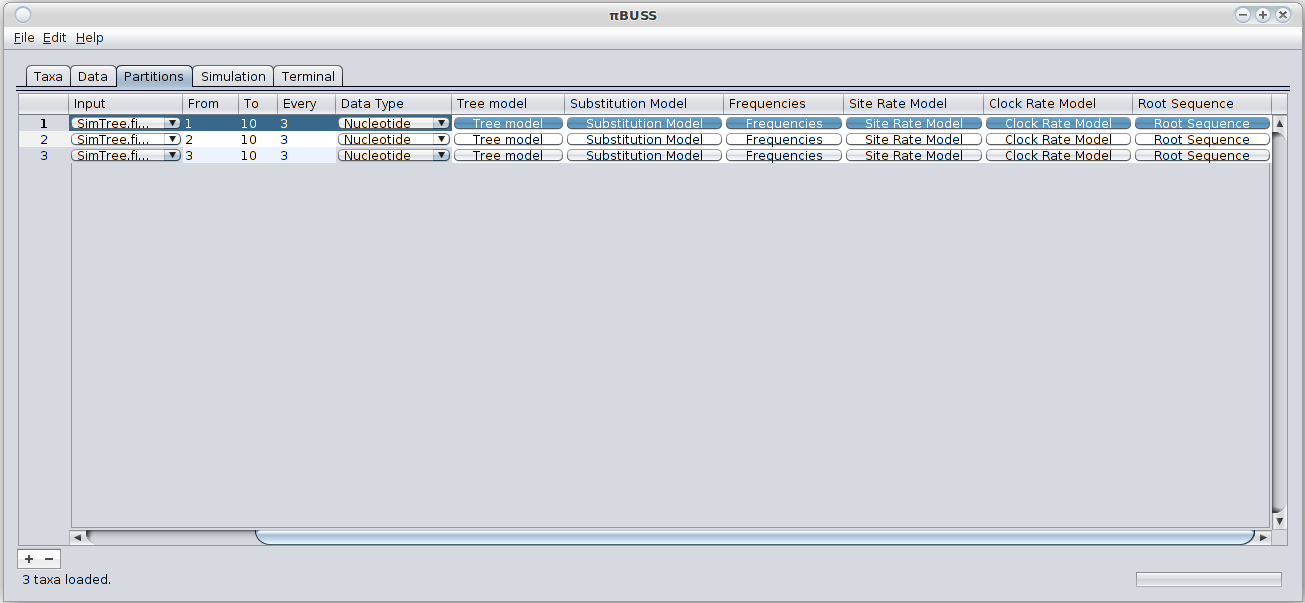 πBUSS
File Edit Help
Taxa Data Partitions Simulation Terminal
Input From To Every Data Type Tree model Substitution Model Frequencies Site Rate Model Clock Rate Model Root Sequence
1 SimTree.fi... 1 10 3 Nucleotide Tree model Substitution Model Frequencies Site Rate Model Clock Rate Model Root Sequence
2 SimTree.fi... 2 10 3 Nucleotide Tree model Substitution Model Frequencies Site Rate Model Clock Rate Model Root Sequence
3 SimTree.fi... 3 10 3 Nucleotide Tree model Substitution Model Frequencies Site Rate Model Clock Rate Model Root Sequence
+ −
3 taxa loaded.